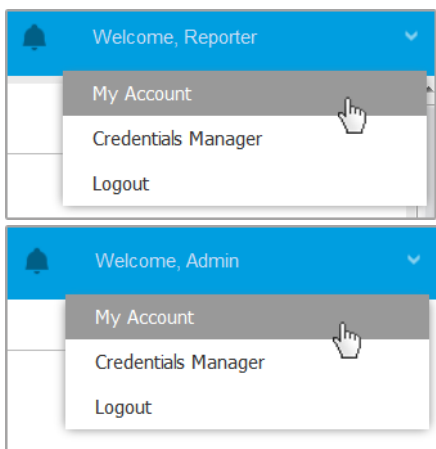 Welcome, Reporter
My Account
Credentials Manager
Logout
Welcome, Admin
My Account
Credentials Manager
Logout